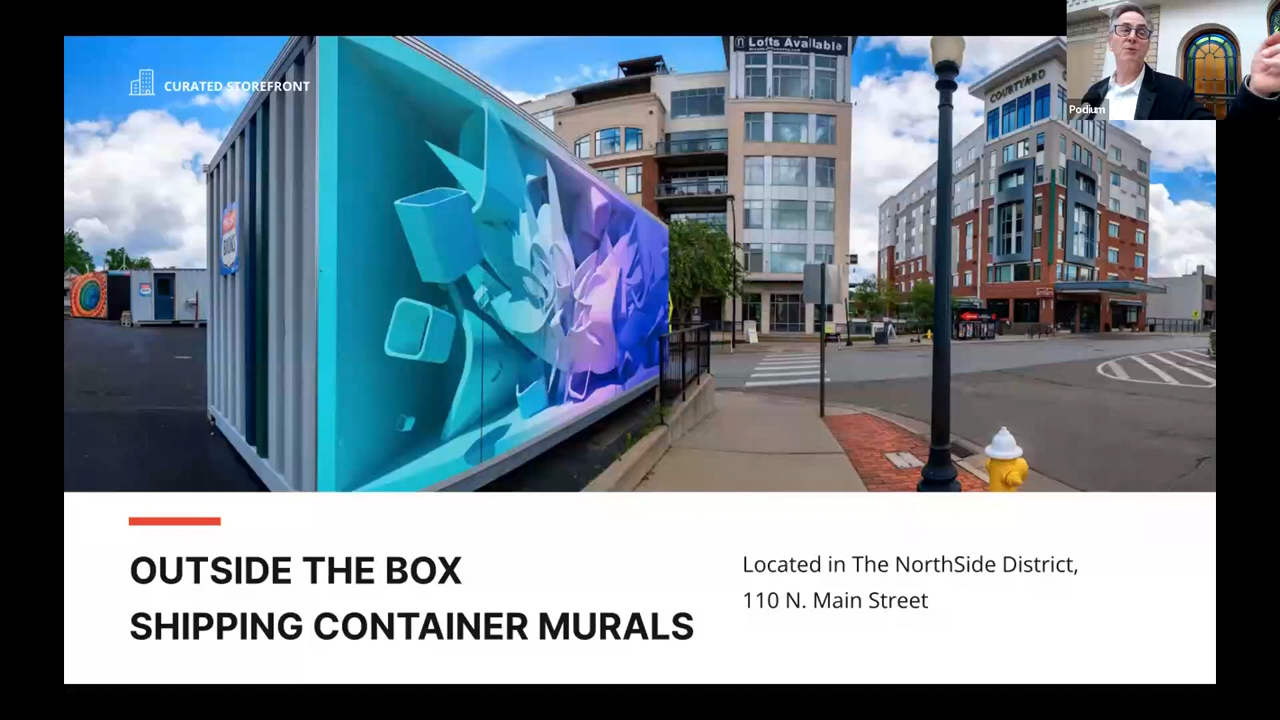 Lofts Available
COURTYARD
CURATED STOREFRONT
Podium
OUTSIDE THE BOX
SHIPPING CONTAINER MURALS
Located in The NorthSide District,
110 N. Main Street